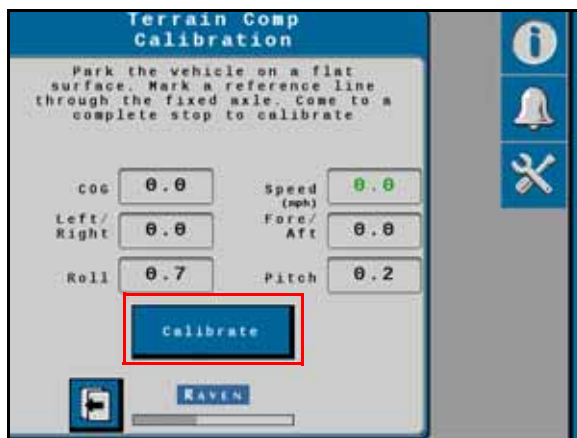 Terrain Comp
Calibration
Park the vehicle on a flat
surface. Mark a reference line
through the fixed axle. Come to a
complete stop to calibrate
COG 0.0 Speed (mph) 0.0
Left/Right 0.0 Fore/Aft 0.0
Roll 0.7 Pitch 0.2
Calibrate
RAVEN